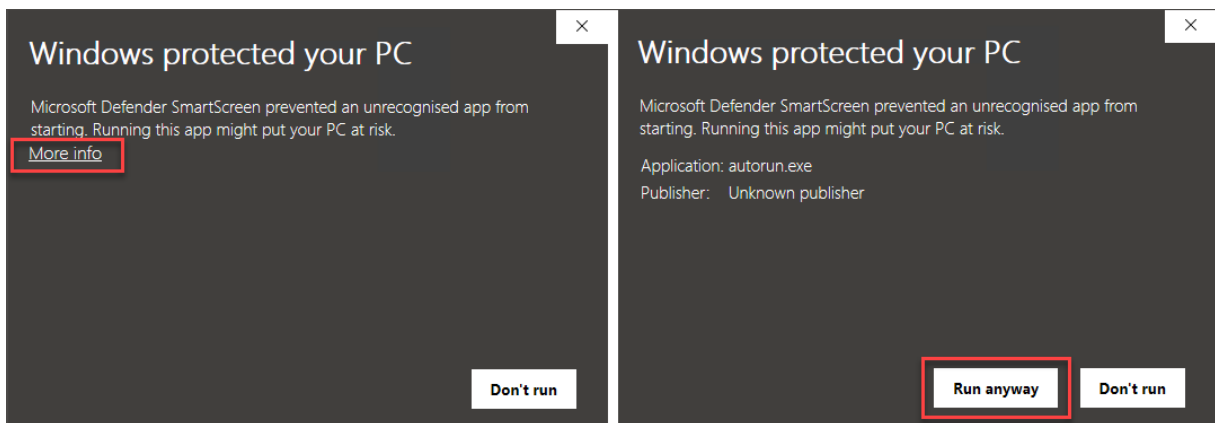 Windows protected your PC
Microsoft Defender SmartScreen prevented an unrecognised app from
starting. Running this app might put your PC at risk.
More info
Don't run
Windows protected your PC
Microsoft Defender SmartScreen prevented an unrecognised app from
starting. Running this app might put your PC at risk.
Application: autorun.exe
Publisher: Unknown publisher
Run anyway
Don't run